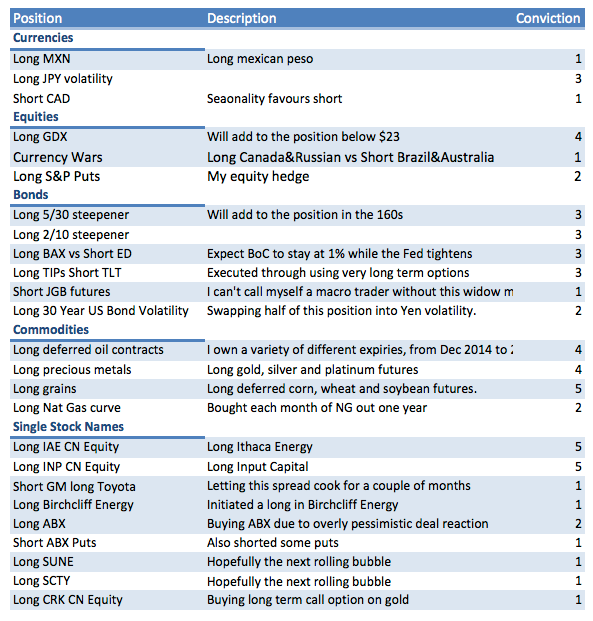 Position Description Conviction
Currencies
Long MXN Long mexican peso 1
Long JPY volatility 3
Short CAD Seaonality favours short 1
Equities
Long GDX Will add to the position below $23 4
Currency Wars Long Canada&Russian vs Short Brazil&Australia 1
Long S&P Puts My equity hedge 2
Bonds
Long 5/30 steepener Will add to the position in the 160s 3
Long 2/10 steepener 3
Long BAX vs Short ED Expect BoC to stay at 1% while the Fed tightens 3
Long TIPs Short TLT Executed through using very long term options 3
Short JGB futures I can't call myself a macro trader without this widow m 1
Long 30 Year US Bond Volatility Swapping half of this position into Yen volatility. 2
Commodities
Long deferred oil contracts I own a variety of different expiries, from Dec 2014 to 4
Long precious metals Long gold, silver and platinum futures 4
Long grains Long deferred corn, wheat and soybean futures. 5
Long Nat Gas curve Bought each month of NG out one year 2
Single Stock Names
Long IAE CN Equity Long Ithaca Energy 5
Long INP CN Equity Long Input Capital 5
Short GM long Toyota Letting this spread cook for a couple of months 1
Long Birchcliff Energy Initiated a long in Birchcliff Energy 1
Long ABX Buying ABX due to overly pessimistic deal reaction 2
Short ABX Puts Also shorted some puts 1
Long SUNE Hopefully the next rolling bubble 1
Long SCTY Hopefully the next rolling bubble 1
Long CRK CN Equity Buying long term call option on gold 1